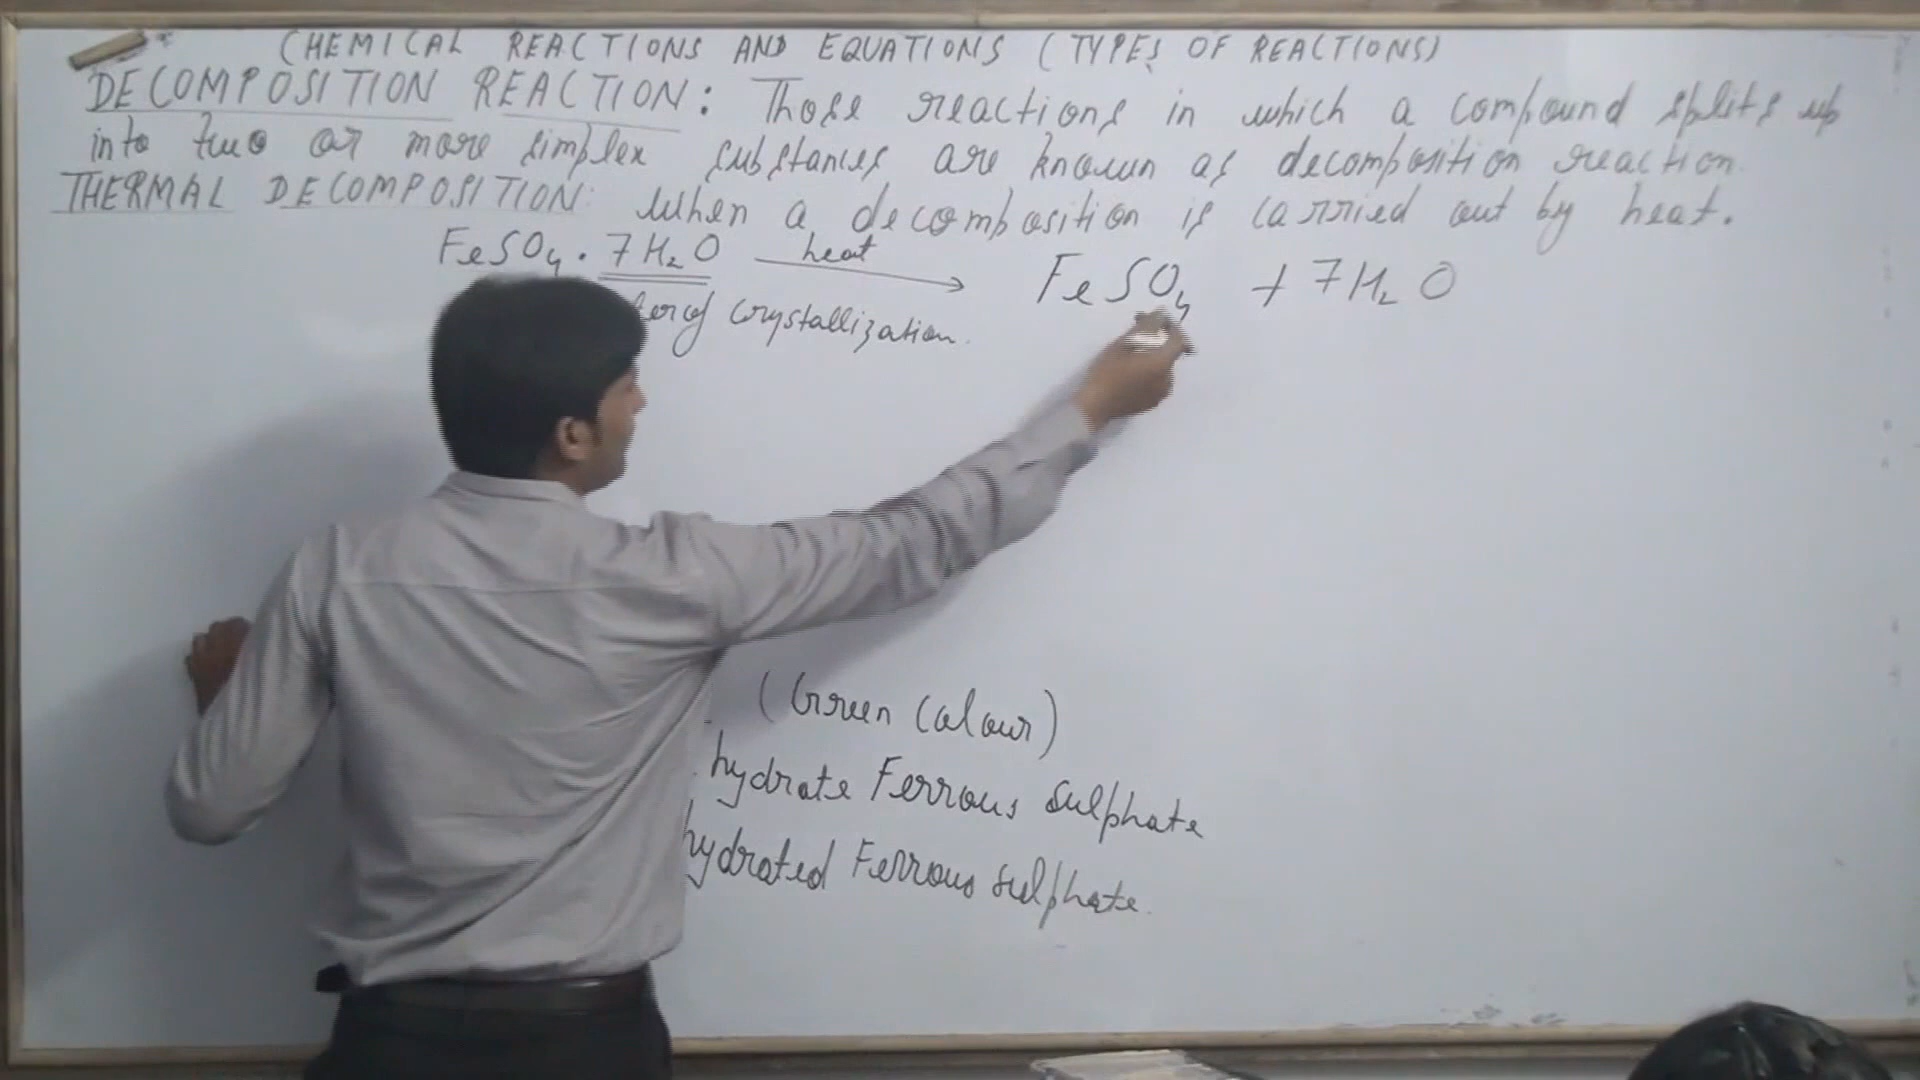 CHEMICAL REACTIONS AND EQUATIONS (TYPES OF REACTIONS)
DECOMPOSITION REACTION: Those reactions in which a compound splits up
into two or more simplex substances are known as decomposition reaction.
THERMAL DECOMPOSITION: When a decomposition is carried out by heat.
FeSO₄ . 7H₂O heat → FeSO₄ + 7H₂O
of crystallization.
(Green Colour)
hydrate Ferrous sulphate
hydrated Ferrous sulphate.